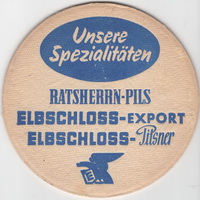 Unsere
Spezialitäten
RATSHERRN-PILS
ELBSCHLOSS-EXPORT
ELBSCHLOSS-Pilsner